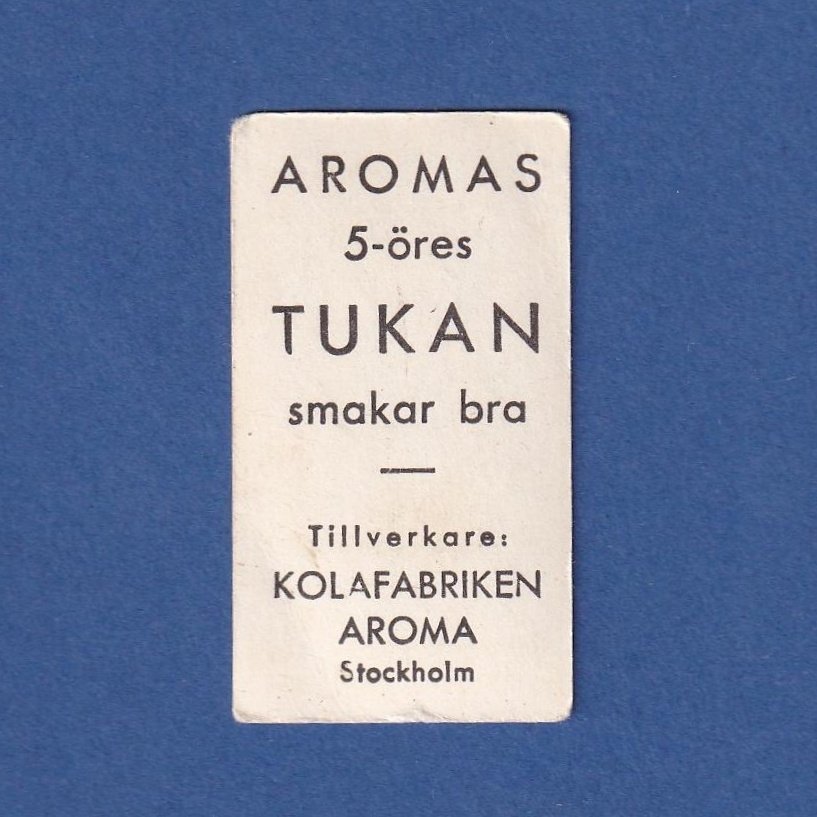 AROMAS
5-öres
TUKAN
smakar bra
—
Tillverkare:
KOLAFABRIKEN
AROMA
Stockholm